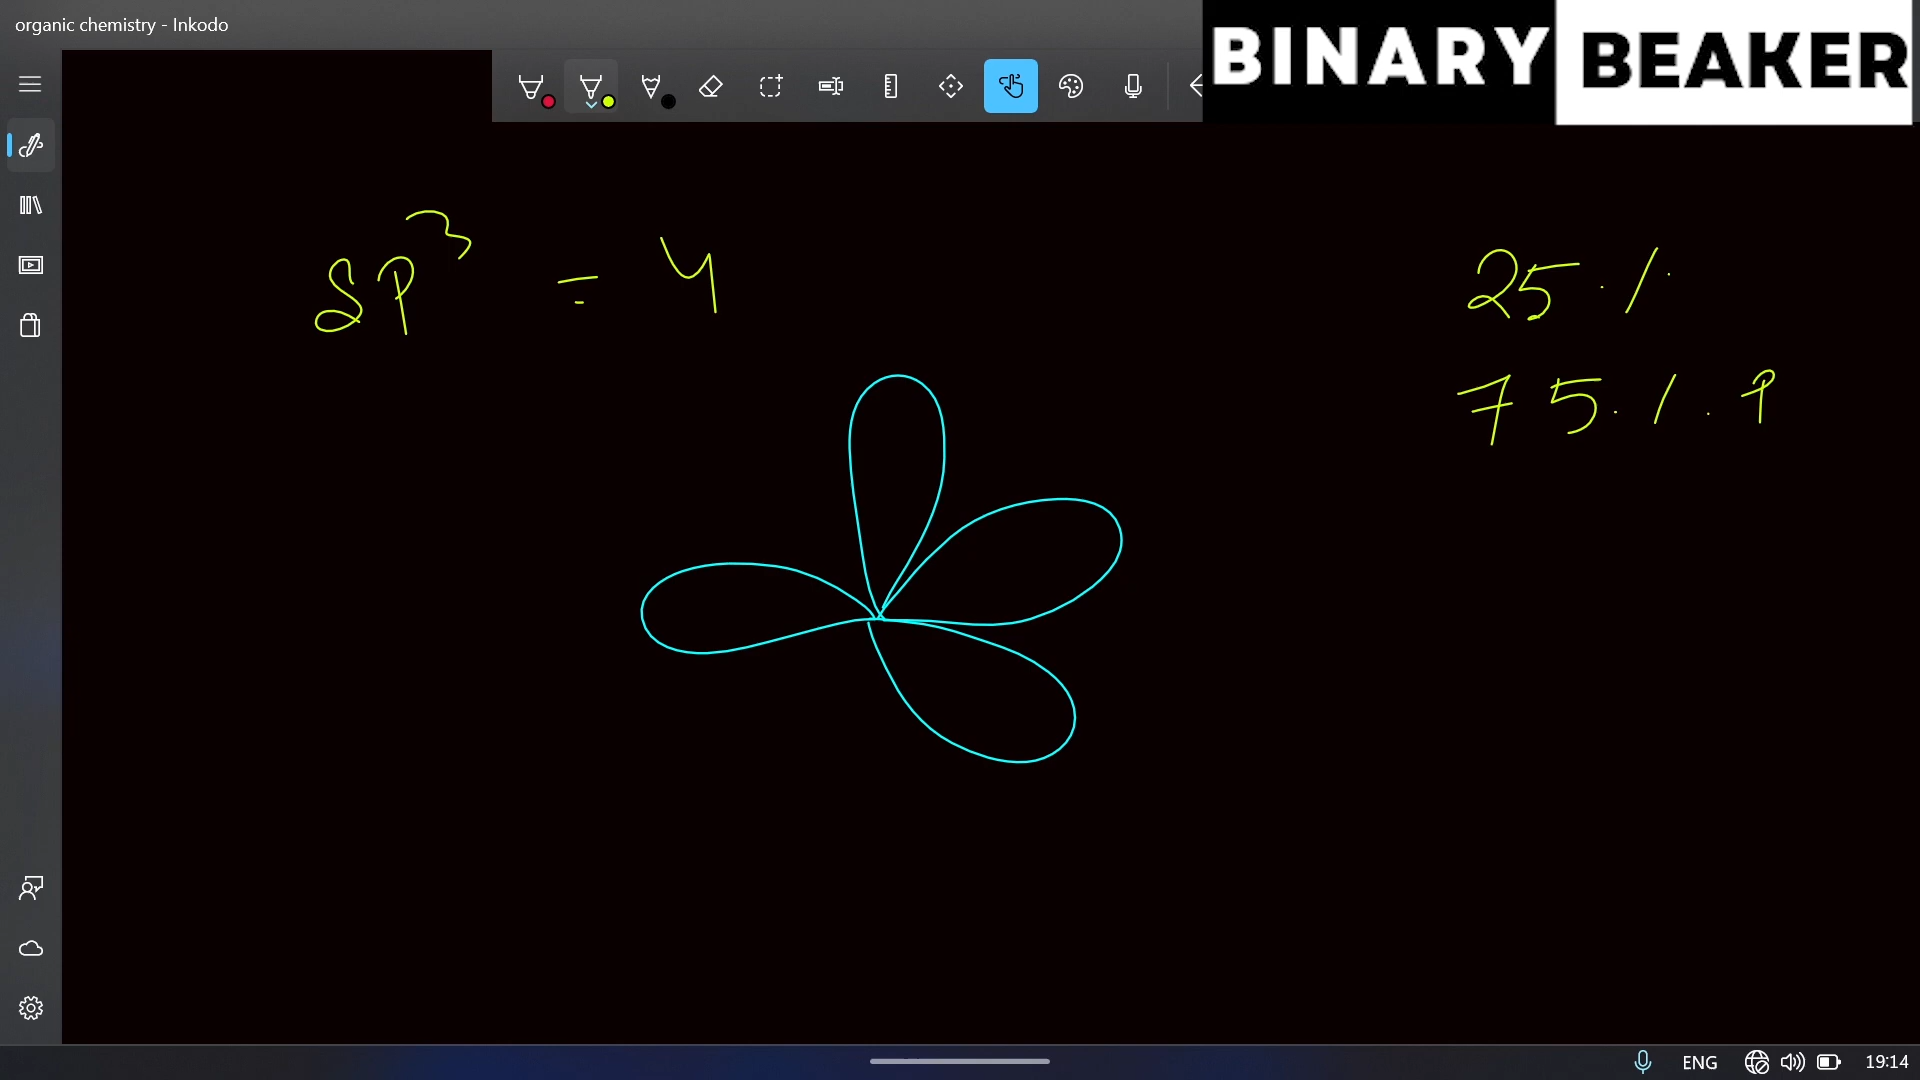 organic chemistry - Inkodo
BINARY BEAKER
SP³ = 4
25 %
75 % P
ENG
19:14